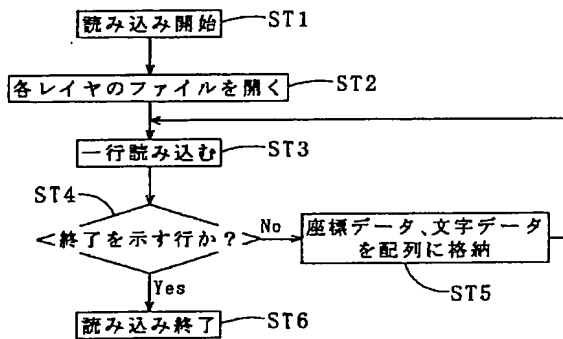 読み込み開始 ST1
各レイヤのファイルを開く ST2
一行読み込む ST3
ST4
終了を示す行か？ No
座標データ、文字データ
を配列に格納
ST5
Yes
読み込み終了 ST6